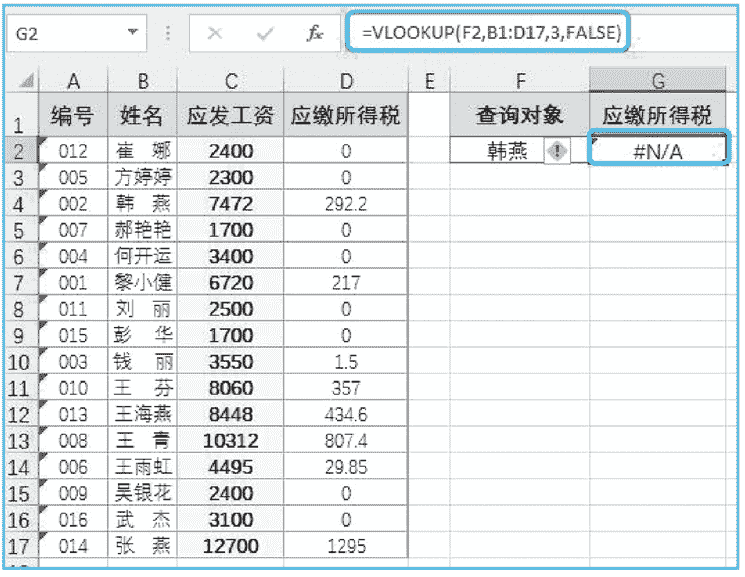 G2 fx =VLOOKUP(F2,B1:D17,3,FALSE)
A B C D E F G
1 编号 姓名 应发工资 应缴所得税 查询对象 应缴所得税
2 012 崔　娜 2400 0 韩燕 #N/A
3 005 方婷婷 2300 0
4 002 韩　燕 7472 292.2
5 007 郝艳艳 1700 0
6 004 何开运 3400 0
7 001 黎小健 6720 217
8 011 刘　丽 2500 0
9 015 彭　华 1700 0
10 003 钱　丽 3550 1.5
11 010 王　芬 8060 357
12 013 王海燕 8448 434.6
13 008 王　青 10312 807.4
14 006 王雨虹 4495 29.85
15 009 吴银花 2400 0
16 016 武　杰 3100 0
17 014 张　燕 12700 1295